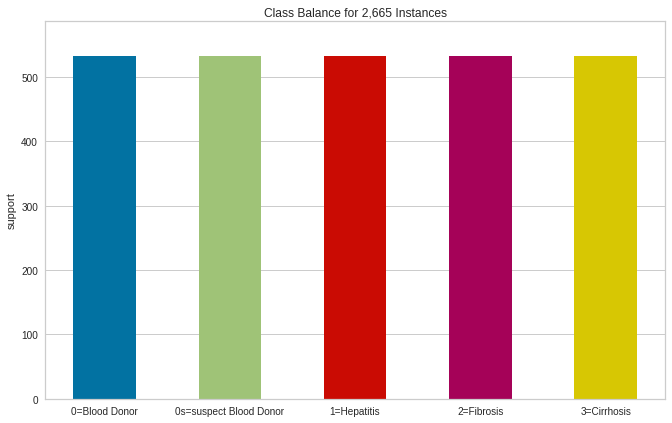 Class Balance for 2,665 Instances
support
500
400
300
200
100
0
0=Blood Donor
0s=suspect Blood Donor
1=Hepatitis
2=Fibrosis
3=Cirrhosis